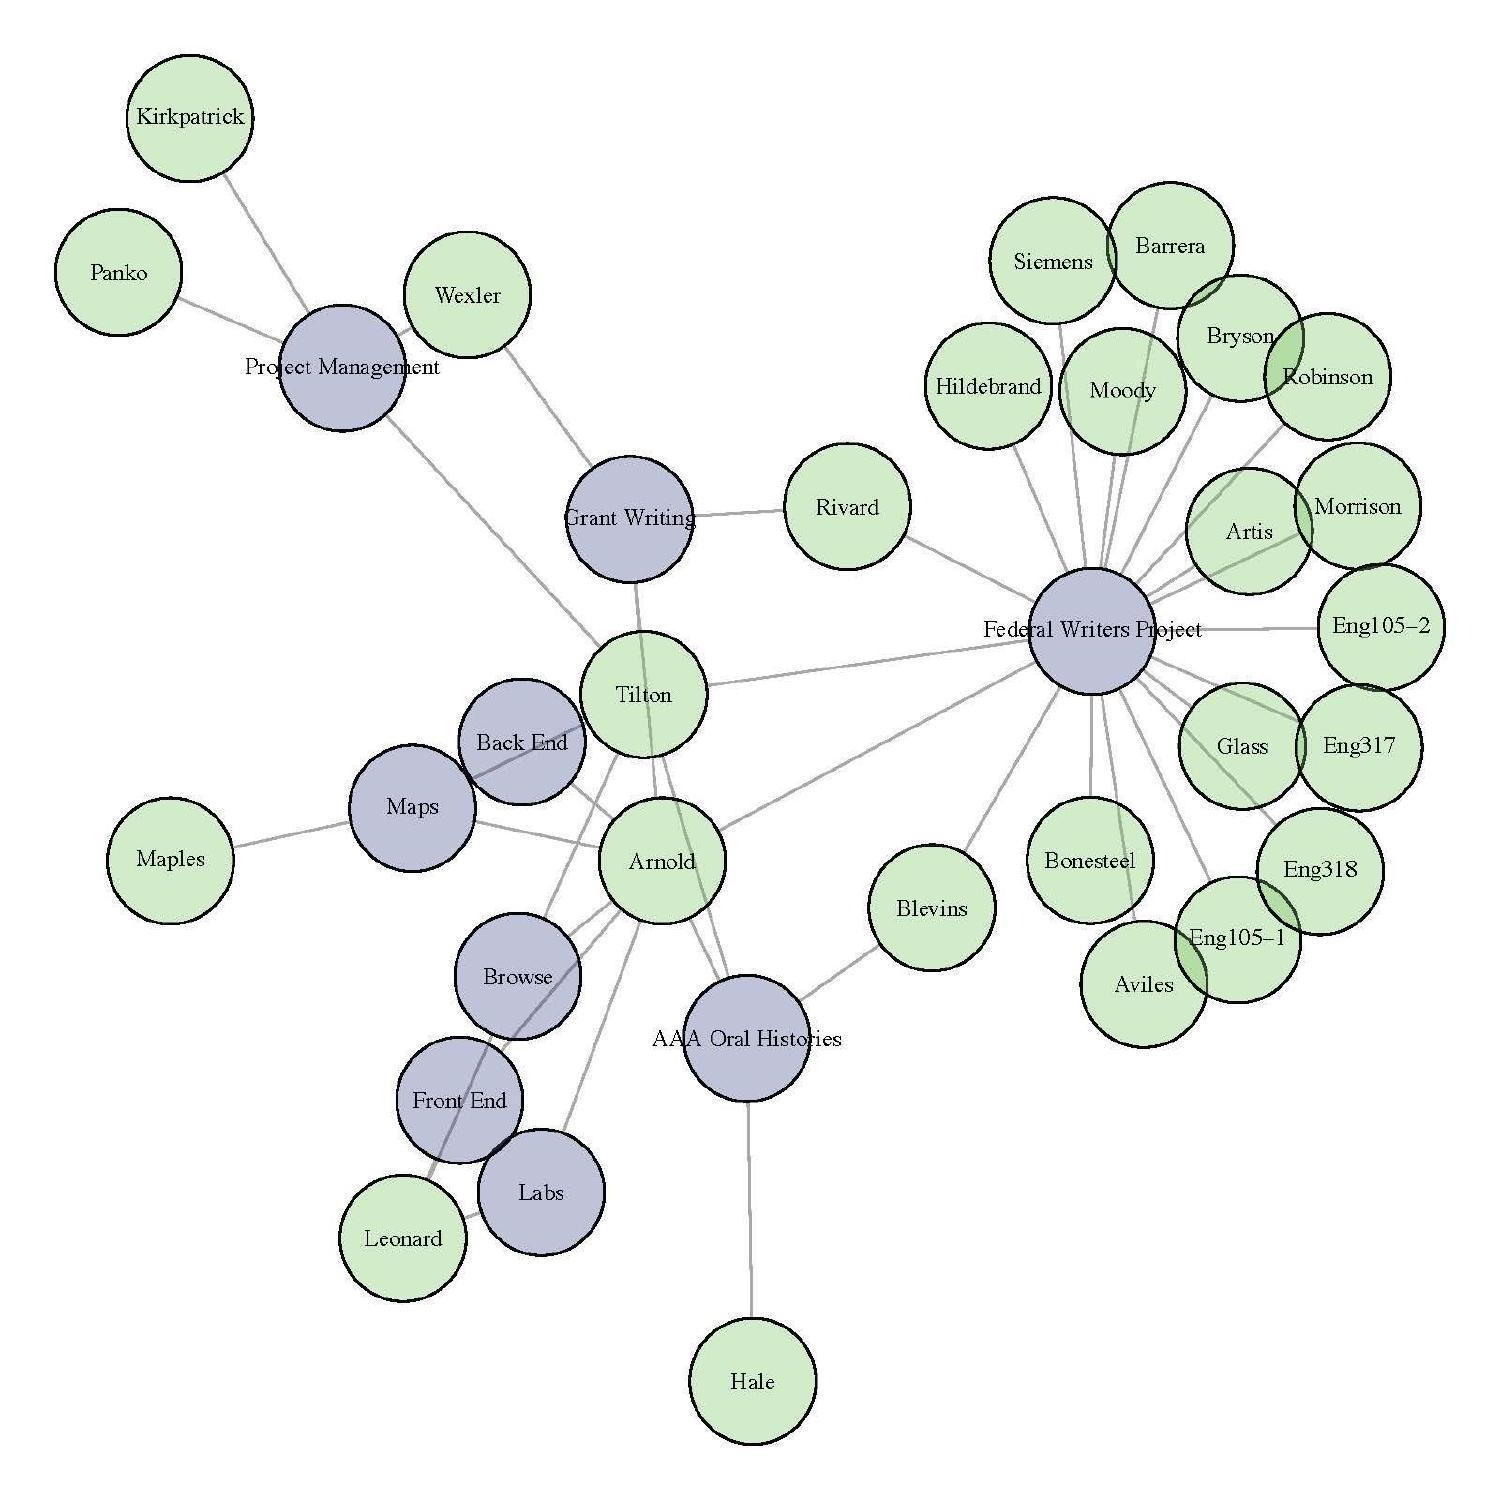 Kirkpatrick
Panko
Wexler
Project Management
Siemens
Barrera
Bryson
Robinson
Hildebrand
Moody
Grant Writing
Rivard
Artis
Morrison
Federal Writers Project
Eng105–2
Tilton
Back End
Maps
Glass
Eng317
Maples
Arnold
Bonesteel
Eng318
Blevins
Eng105–1
Browse
Aviles
AAA Oral Histories
Front End
Labs
Leonard
Hale